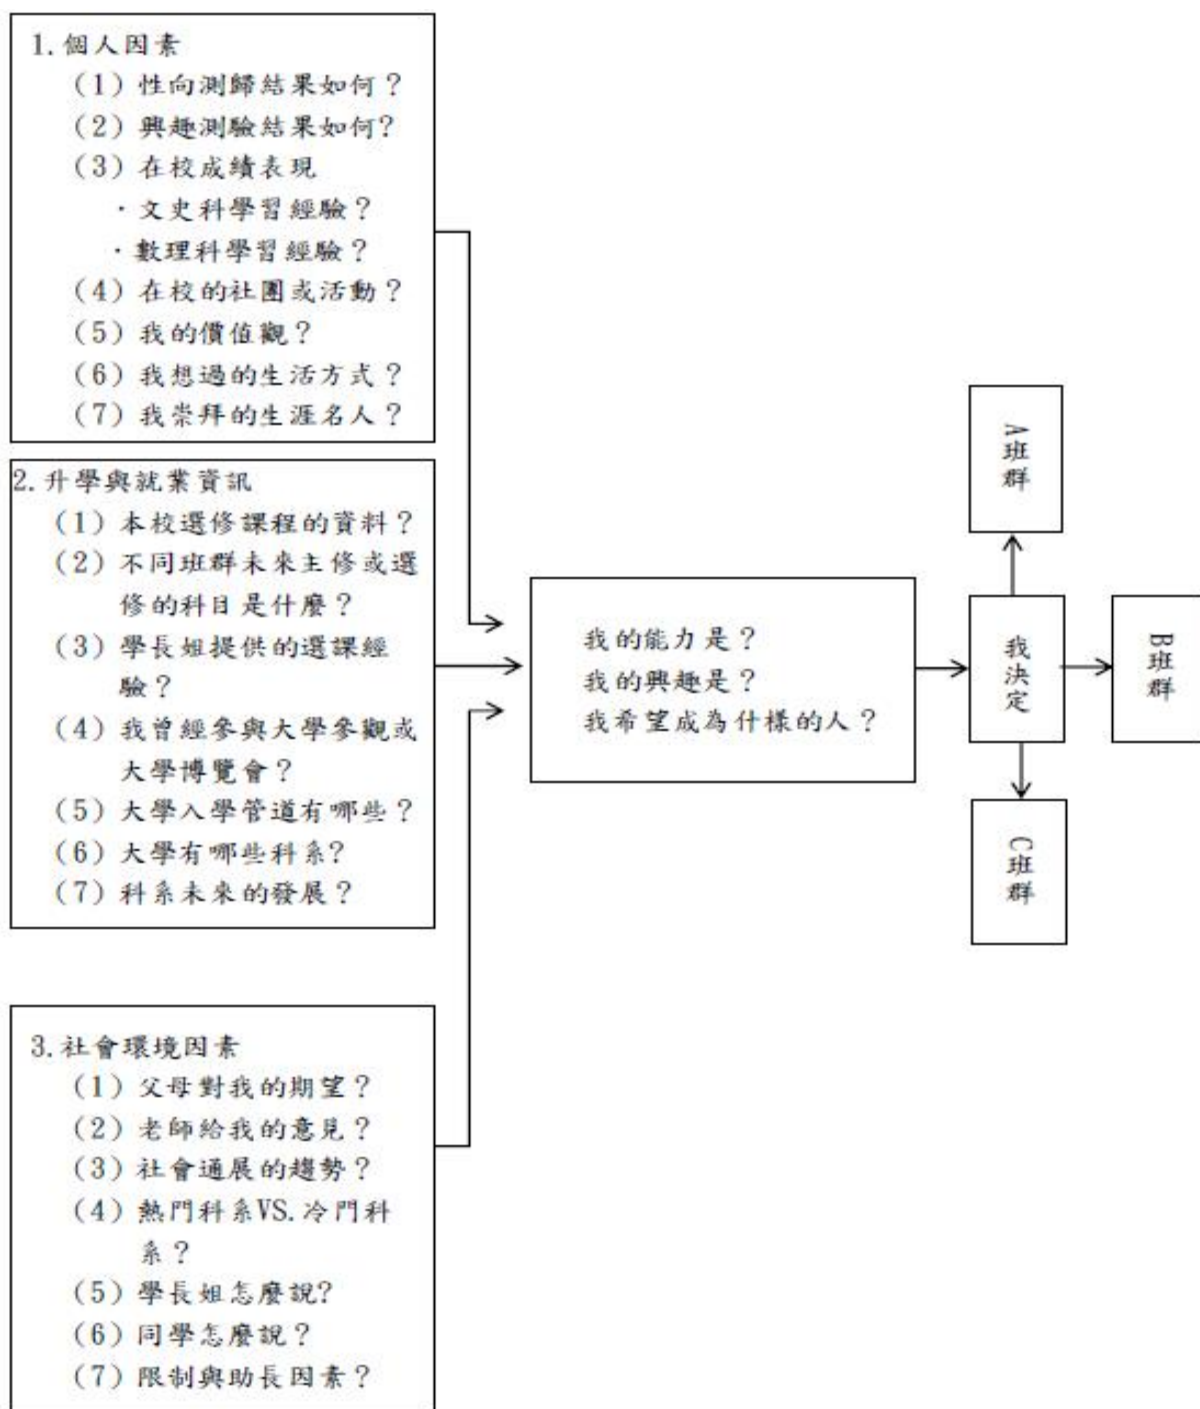 1.個人因素
（1）性向測歸結果如何？
（2）興趣測驗結果如何?
（3）在校成績表現
．文史科學習經驗？
．數理科學習經驗？
（4）在校的社團或活動？
（5）我的價值觀？
（6）我想過的生活方式？
（7）我崇拜的生涯名人？
2.升學與就業資訊
（1）本校選修課程的資料？
（2）不同班群未來主修或選
修的科目是什麼？
（3）學長姐提供的選課經
驗？
（4）我曾經參與大學參觀或
大學博覽會？
（5）大學入學管道有哪些？
（6）大學有哪些科系?
（7）科系未來的發展？
3.社會環境因素
（1）父母對我的期望？
（2）老師給我的意見？
（3）社會通展的趨勢？
（4）熱門科系VS.冷門科
系？
（5）學長姐怎麼說?
（6）同學怎麼說？
（7）限制與助長因素？
我的能力是？
我的興趣是？
我希望成為什樣的人？
我決定
A班群
B班群
C班群